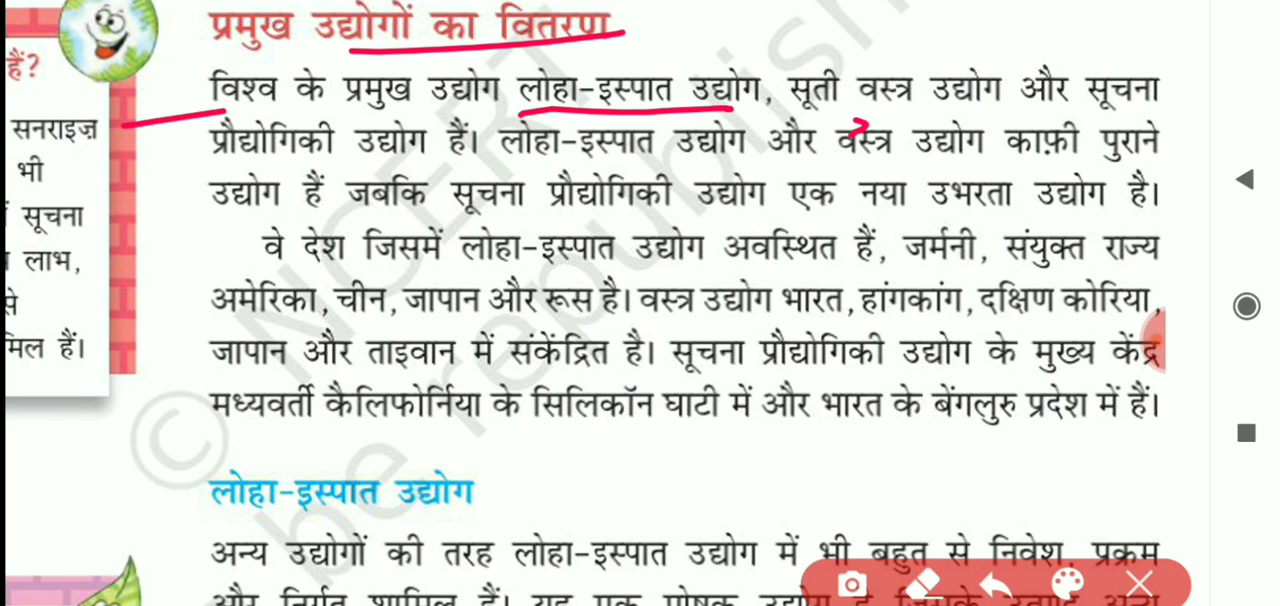 प्रमुख उद्योगों का वितरण
हैं?
सनराइज़
भी
सूचना
लाभ,
मिल हैं।
विश्व के प्रमुख उद्योग लोहा-इस्पात उद्योग, सूती वस्त्र उद्योग और सूचना
प्रौद्योगिकी उद्योग हैं। लोहा-इस्पात उद्योग और वस्त्र उद्योग काफ़ी पुराने
उद्योग हैं जबकि सूचना प्रौद्योगिकी उद्योग एक नया उभरता उद्योग है।
वे देश जिसमें लोहा-इस्पात उद्योग अवस्थित हैं, जर्मनी, संयुक्त राज्य
अमेरिका, चीन, जापान और रूस है। वस्त्र उद्योग भारत, हांगकांग, दक्षिण कोरिया,
जापान और ताइवान में संकेंद्रित है। सूचना प्रौद्योगिकी उद्योग के मुख्य केंद्र
मध्यवर्ती कैलिफोर्निया के सिलिकॉन घाटी में और भारत के बेंगलुरु प्रदेश में हैं।
लोहा-इस्पात उद्योग
अन्य उद्योगों की तरह लोहा-इस्पात उद्योग में भी बहुत से निवेश, प्रक्रम
© NCERT
be republish